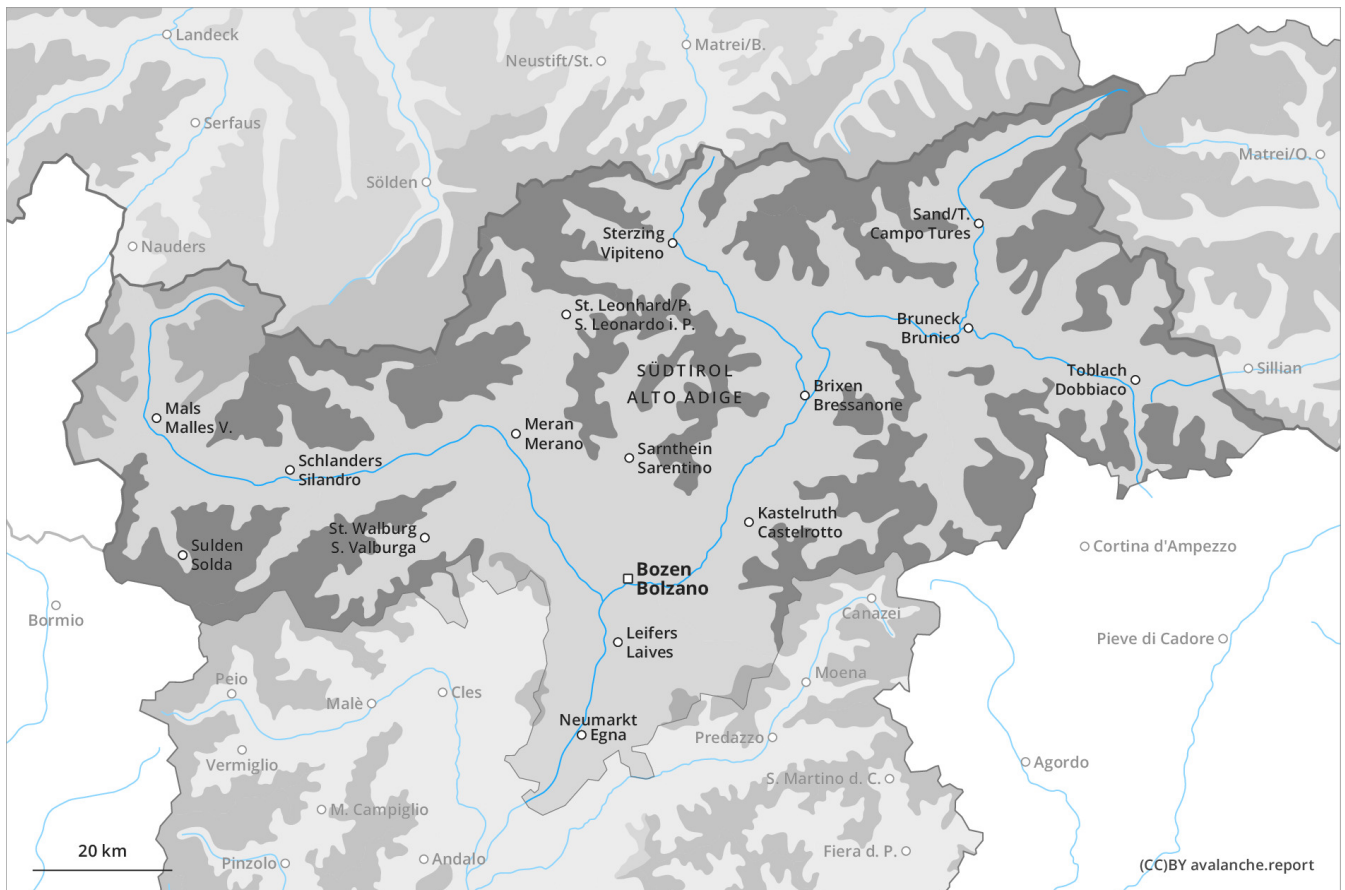 Landeck
Matrei/B.
Neustift/St.
Serfaus
Matrei/O.
Sölden
Sand/T.
Campo Tures
Sterzing
Vipiteno
Nauders
St. Leonhard/P.
S. Leonardo i. P.
Bruneck
Brunico
SÜDTIROL
ALTO ADIGE
Toblach
Dobbiaco
Sillian
Brixen
Bressanone
Mals
Malles V.
Meran
Merano
Sarnthein
Sarentino
Schlanders
Silandro
Kastelruth
Castelrotto
St. Walburg
S. Valburga
Sulden
Solda
Cortina d'Ampezzo
Bozen
Bolzano
Bormio
Canazei
Leifers
Laives
Pieve di Cadore
Peio
Moena
Malè
Cles
Neumarkt
Egna
Predazzo
Vermiglio
Agordo
S. Martino d. C.
M. Campiglio
20 km
Pinzolo
Andalo
Fiera d. P.
(CC)BY avalanche.report